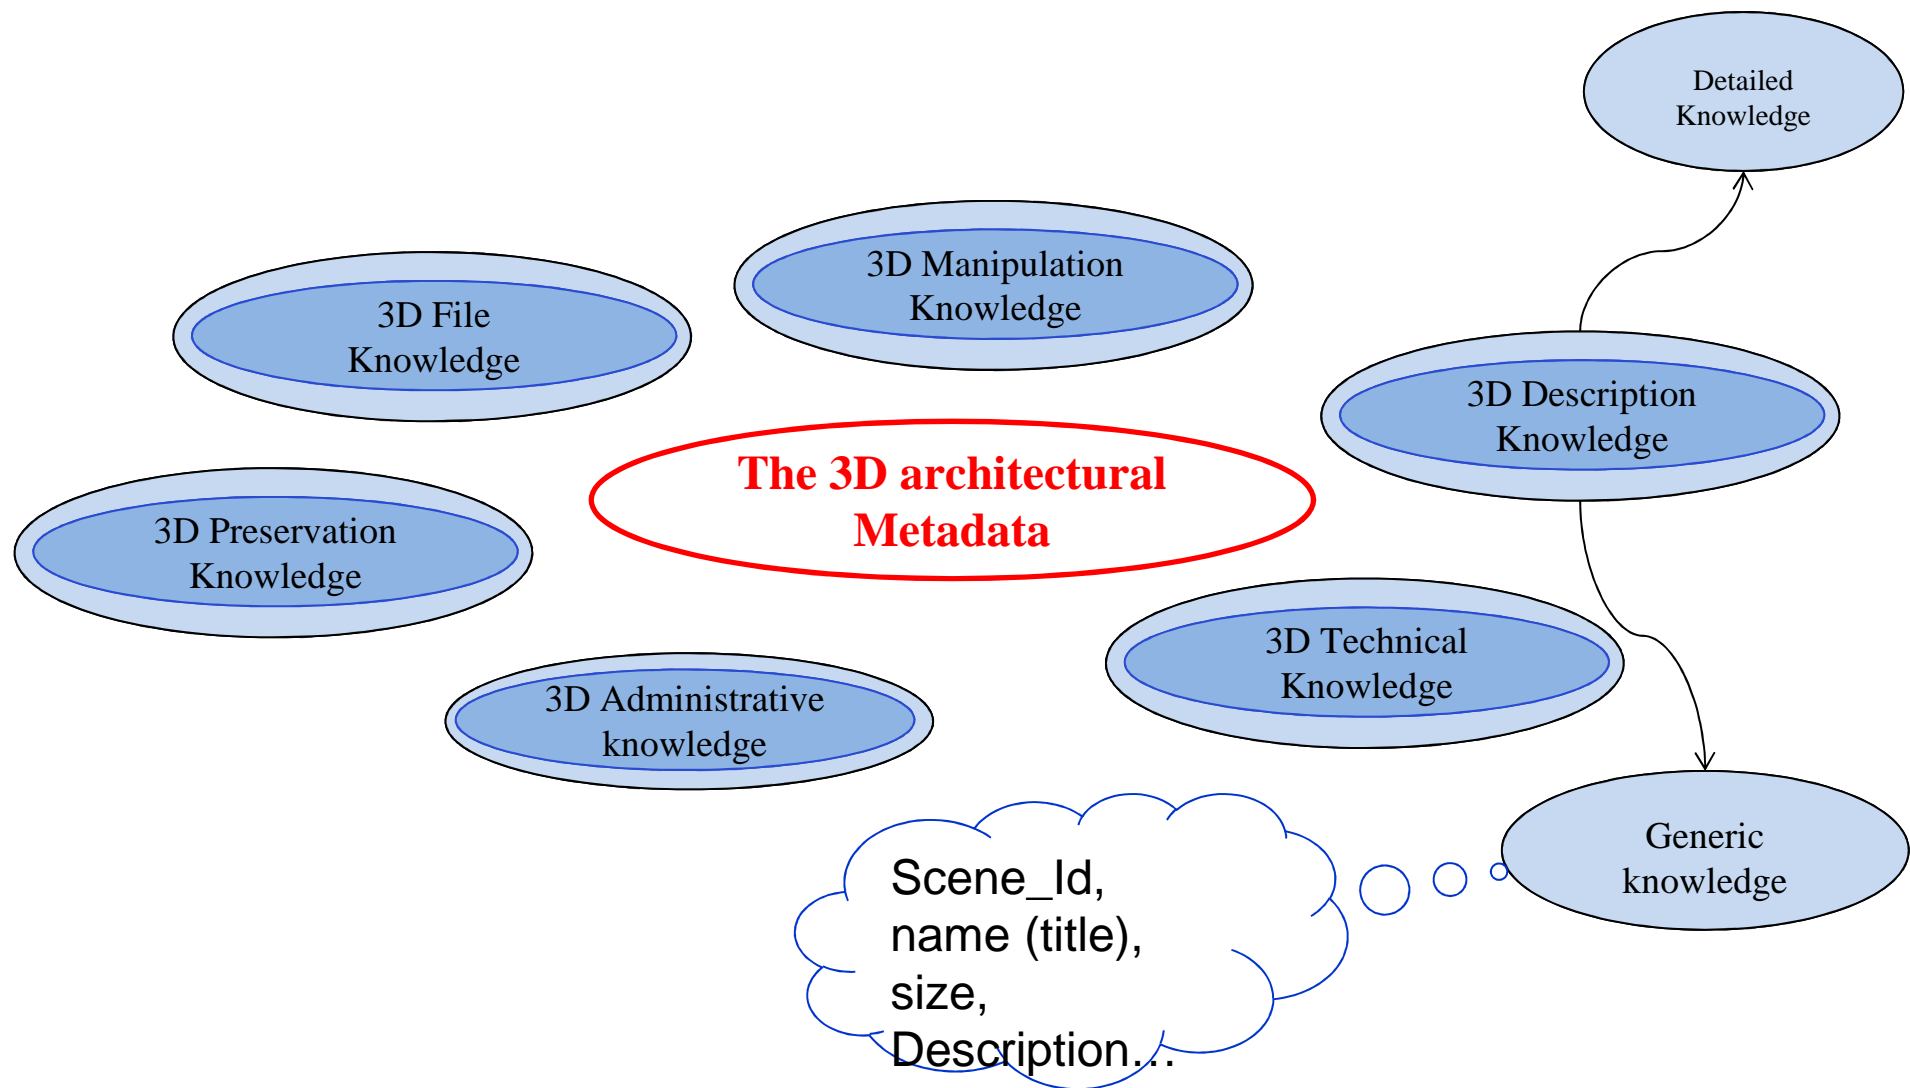 Detailed
Knowledge
3D Manipulation
Knowledge
3D File
Knowledge
3D Description
Knowledge
The 3D architectural
Metadata
3D Preservation
Knowledge
3D Technical
Knowledge
3D Administrative
knowledge
Generic
knowledge
Scene_Id,
name (title),
size,
Description…